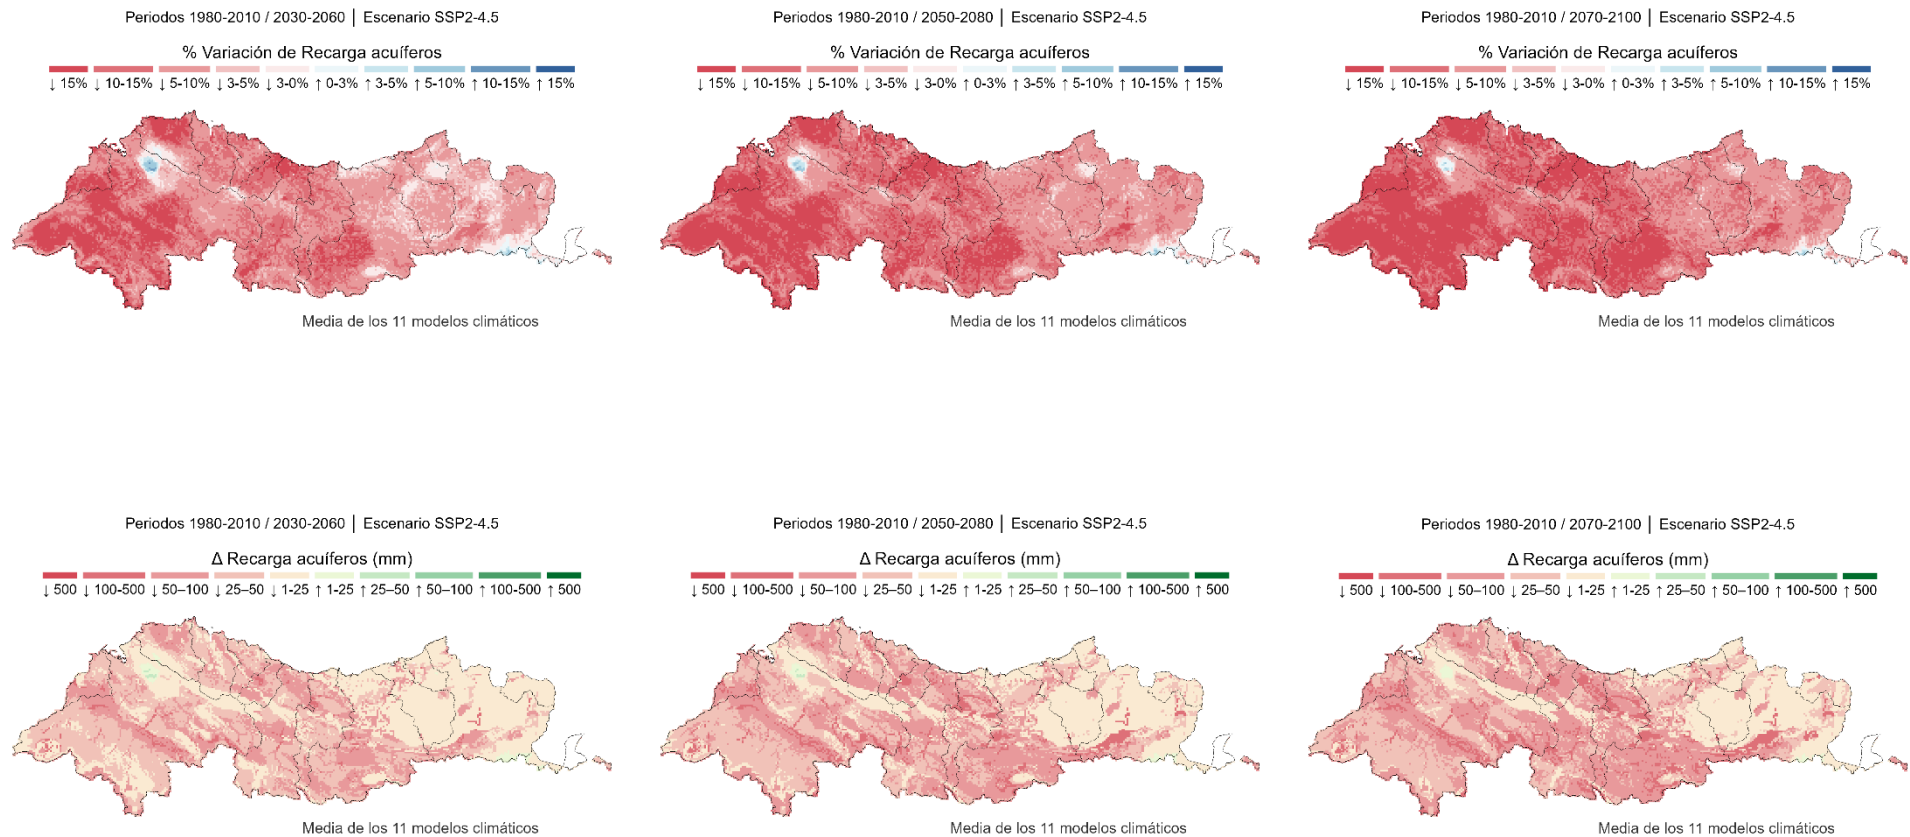 Periodos 1980-2010 / 2030-2060 | Escenario SSP2-4.5
% Variación de Recarga acuíferos
↓ 15% ↓ 10-15% ↓ 5-10% ↓ 3-5% ↓ 3-0% ↑ 0-3% ↑ 3-5% ↑ 5-10% ↑ 10-15% ↑ 15%
Media de los 11 modelos climáticos
Periodos 1980-2010 / 2050-2080 | Escenario SSP2-4.5
% Variación de Recarga acuíferos
↓ 15% ↓ 10-15% ↓ 5-10% ↓ 3-5% ↓ 3-0% ↑ 0-3% ↑ 3-5% ↑ 5-10% ↑ 10-15% ↑ 15%
Media de los 11 modelos climáticos
Periodos 1980-2010 / 2070-2100 | Escenario SSP2-4.5
% Variación de Recarga acuíferos
↓ 15% ↓ 10-15% ↓ 5-10% ↓ 3-5% ↓ 3-0% ↑ 0-3% ↑ 3-5% ↑ 5-10% ↑ 10-15% ↑ 15%
Media de los 11 modelos climáticos
Periodos 1980-2010 / 2030-2060 | Escenario SSP2-4.5
Δ Recarga acuíferos (mm)
↓ 500 ↓ 100-500 ↓ 50–100 ↓ 25–50 ↓ 1-25 ↑ 1-25 ↑ 25–50 ↑ 50–100 ↑ 100-500 ↑ 500
Media de los 11 modelos climáticos
Periodos 1980-2010 / 2050-2080 | Escenario SSP2-4.5
Δ Recarga acuíferos (mm)
↓ 500 ↓ 100-500 ↓ 50–100 ↓ 25–50 ↓ 1-25 ↑ 1-25 ↑ 25–50 ↑ 50–100 ↑ 100-500 ↑ 500
Media de los 11 modelos climáticos
Periodos 1980-2010 / 2070-2100 | Escenario SSP2-4.5
Δ Recarga acuíferos (mm)
↓ 500 ↓ 100-500 ↓ 50–100 ↓ 25–50 ↓ 1-25 ↑ 1-25 ↑ 25–50 ↑ 50–100 ↑ 100-500 ↑ 500
Media de los 11 modelos climáticos